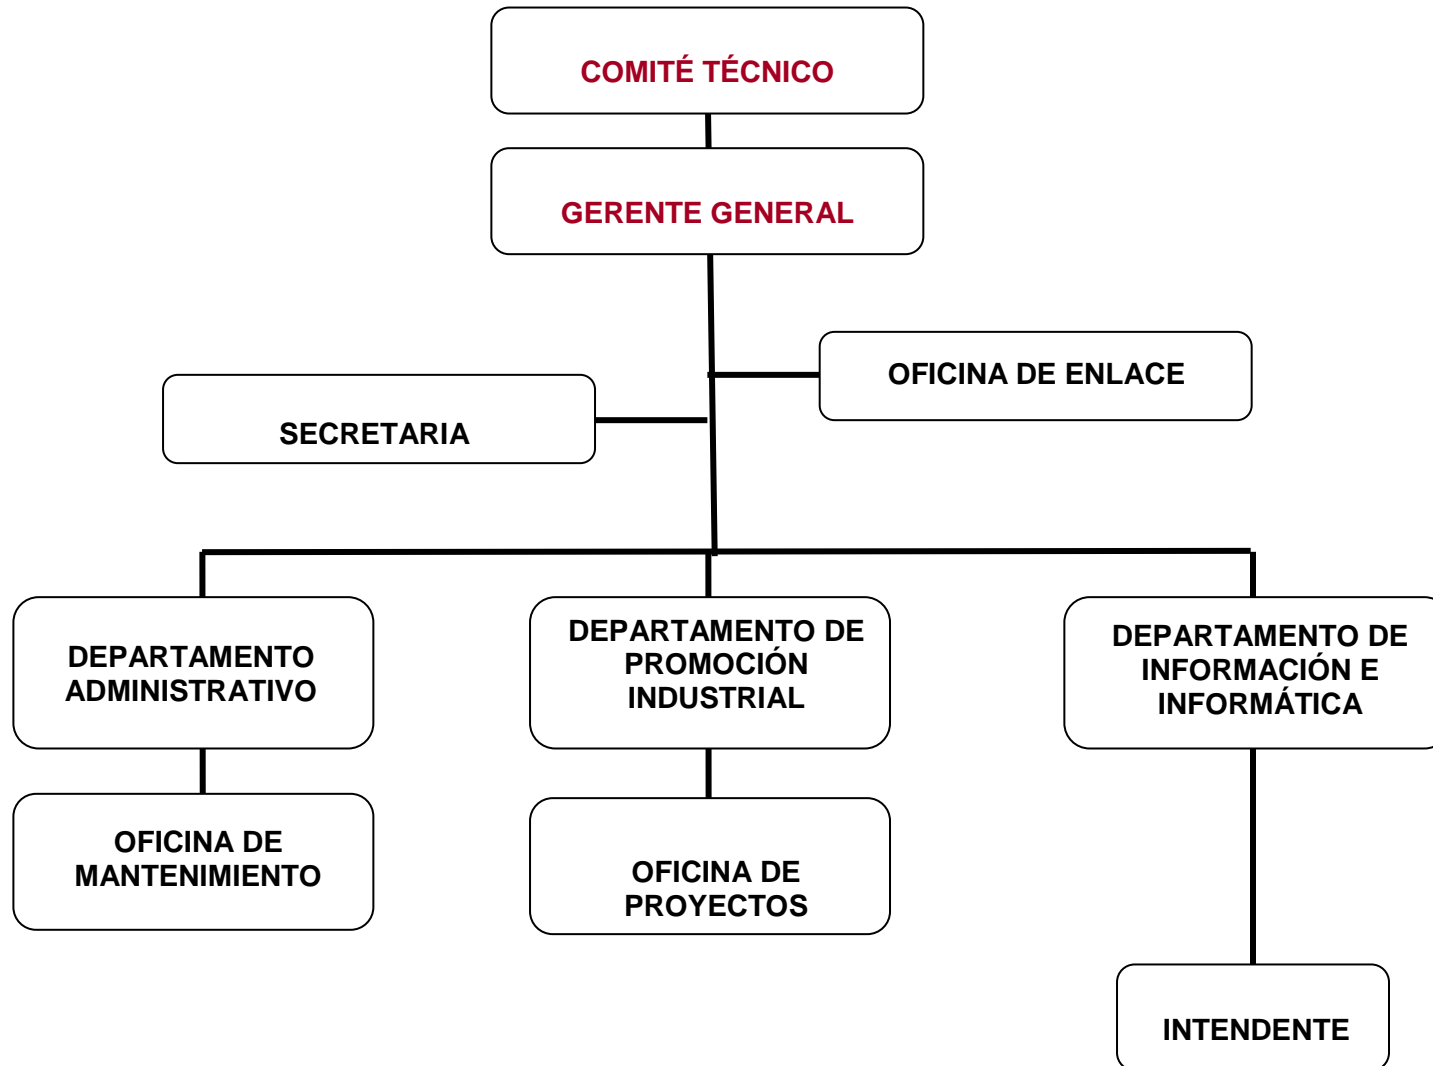 COMITÉ TÉCNICO
GERENTE GENERAL
OFICINA DE ENLACE
SECRETARIA
DEPARTAMENTO
ADMINISTRATIVO
DEPARTAMENTO DE
PROMOCIÓN
INDUSTRIAL
DEPARTAMENTO DE
INFORMACIÓN E
INFORMÁTICA
OFICINA DE
MANTENIMIENTO
OFICINA DE
PROYECTOS
INTENDENTE